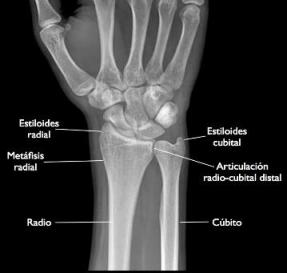 Estiloides
radial
Estiloides
cubital
Metáfisis
radial
Articulación
radio-cubital distal
Radio
Cúbito